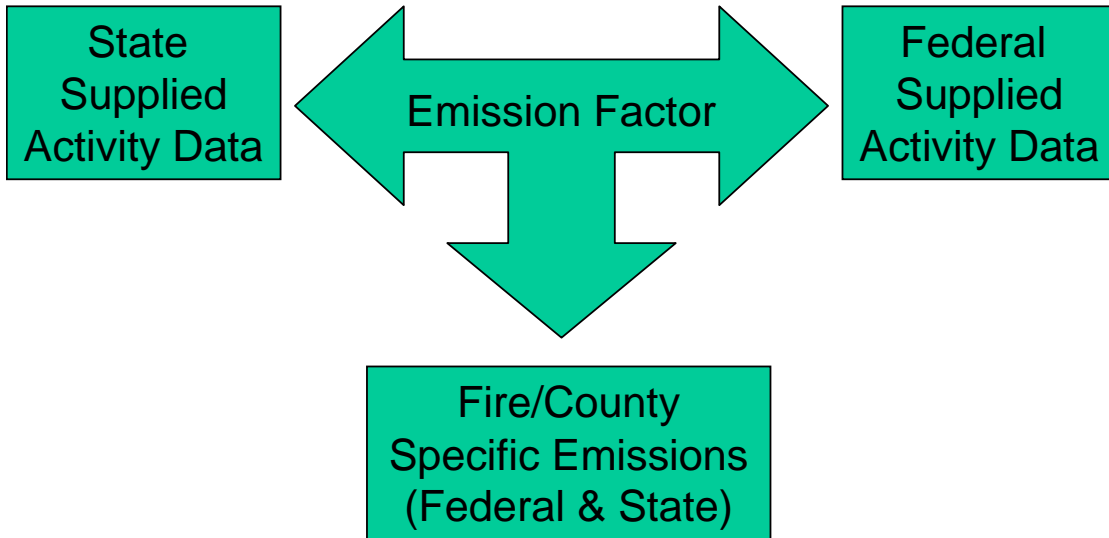 State
Supplied
Activity Data
Emission Factor
Federal
Supplied
Activity Data
Fire/County
Specific Emissions
(Federal & State)